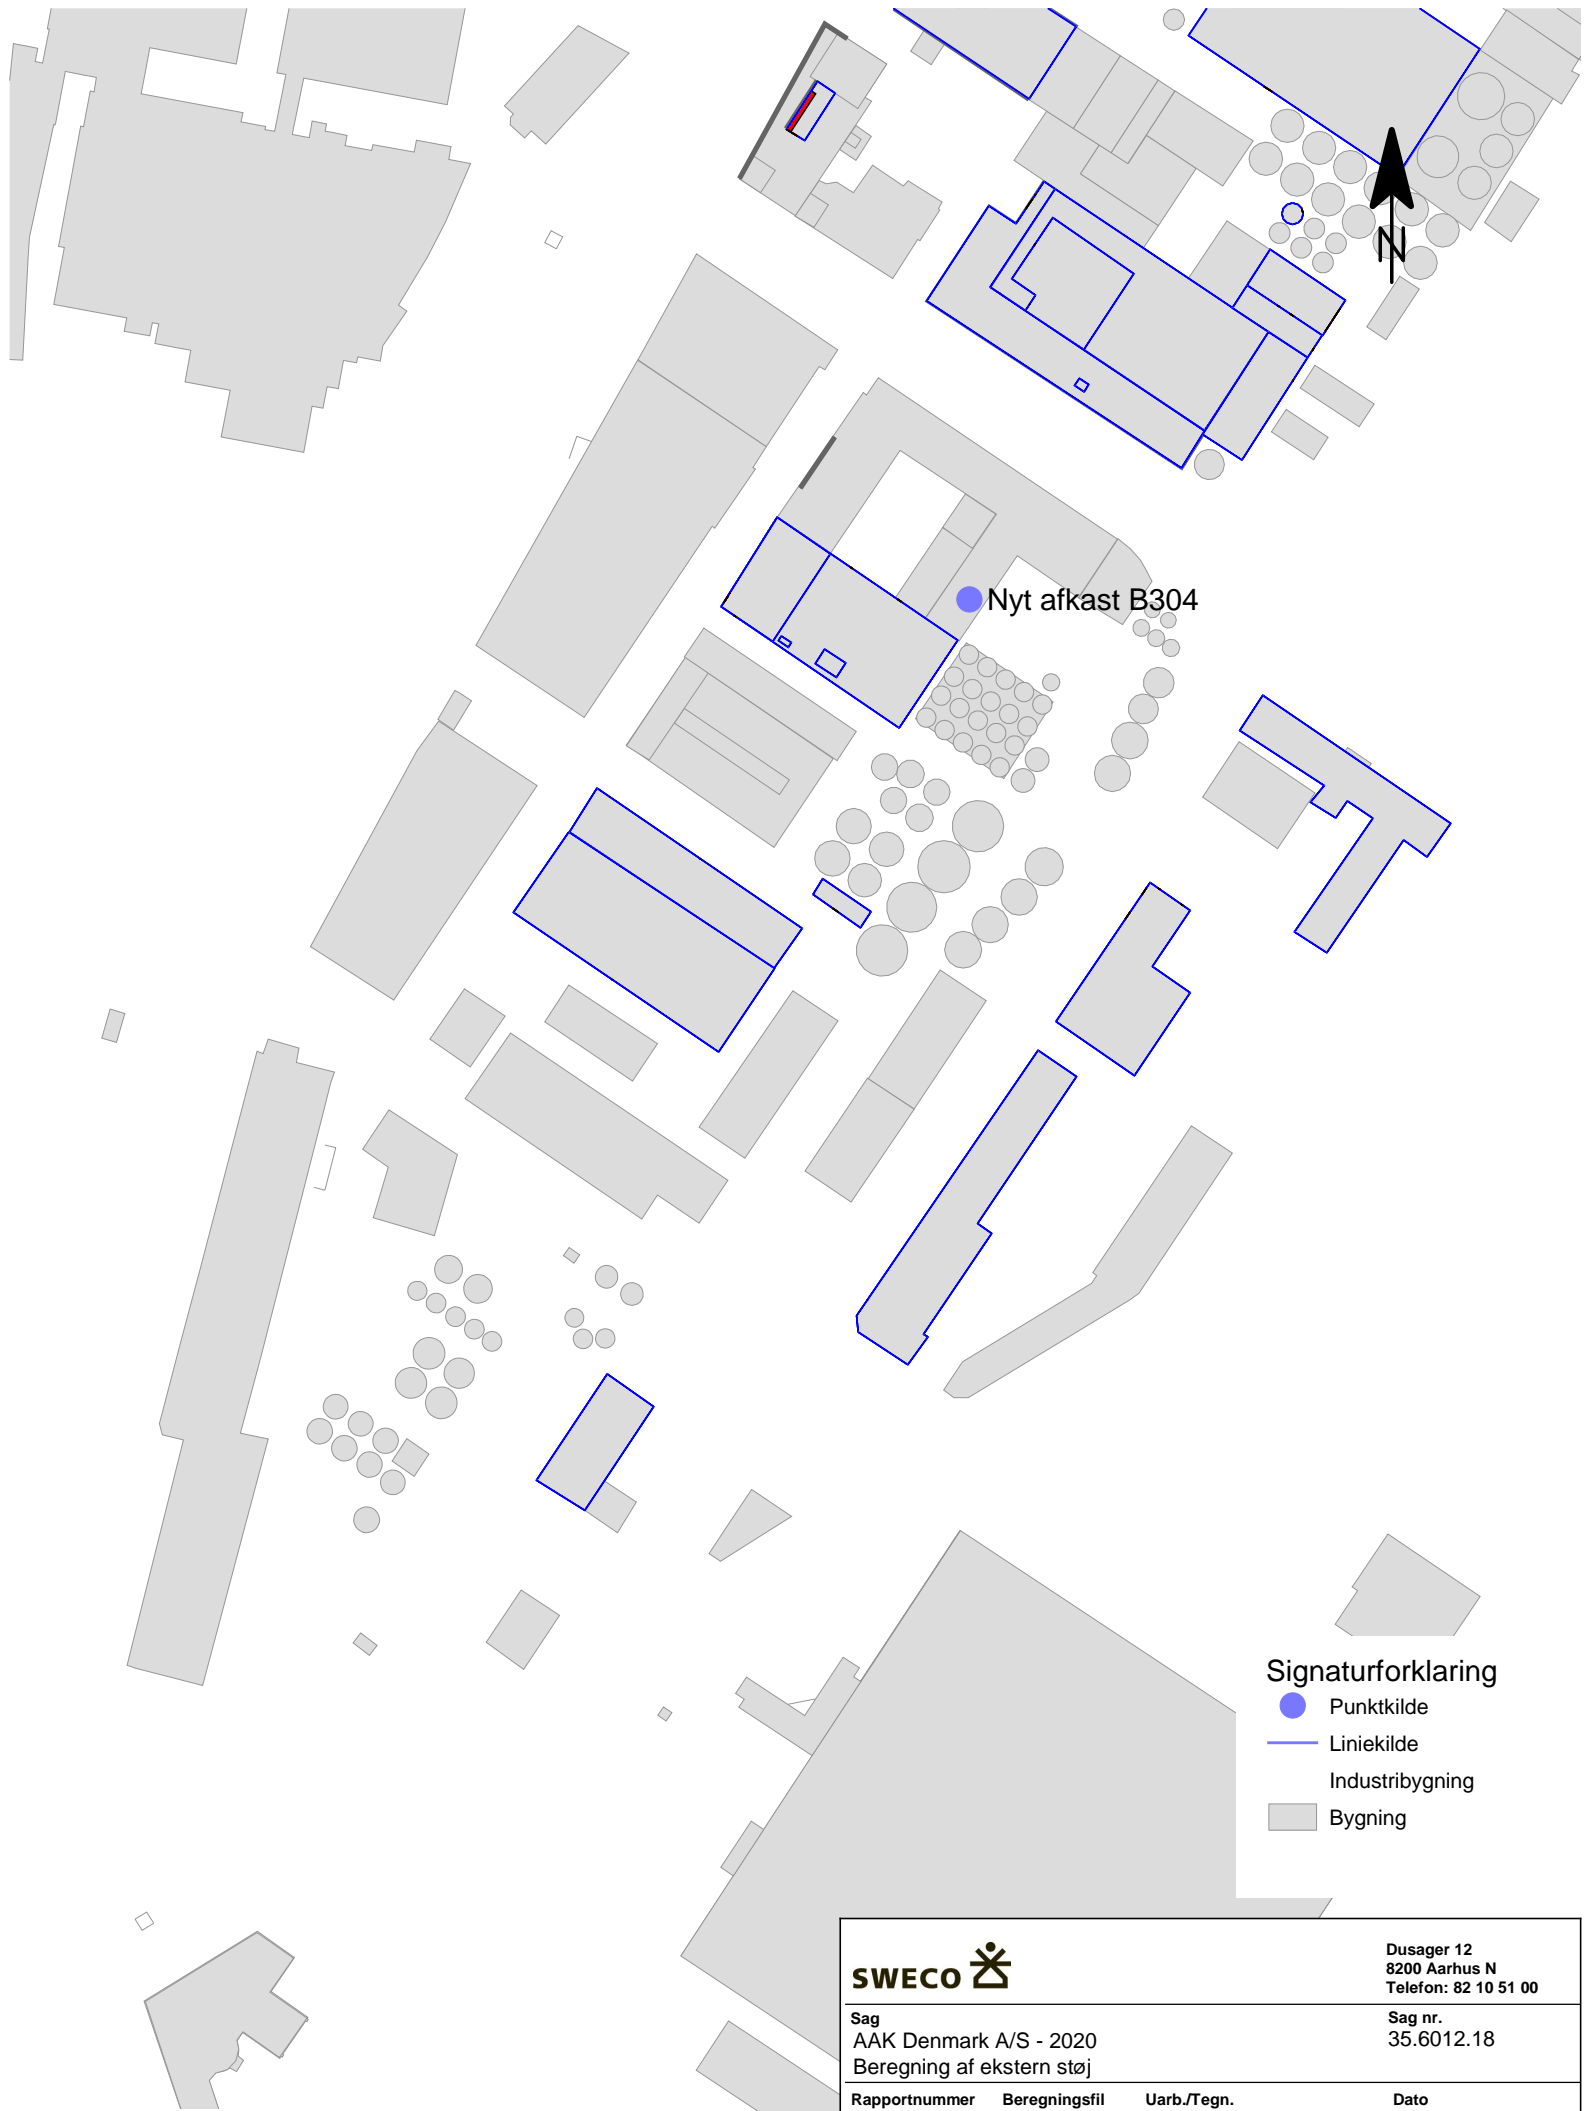 N
Nyt afkast B304
Signaturforklaring
Punktkilde
Liniekilde
Industribygning
Bygning
SWECO
Dusager 12
8200 Aarhus N
Telefon: 82 10 51 00
Sag
AAK Denmark A/S - 2020
Beregning af ekstern støj
Sag nr.
35.6012.18
Rapportnummer Beregningsfil Uarb./Tegn. Dato